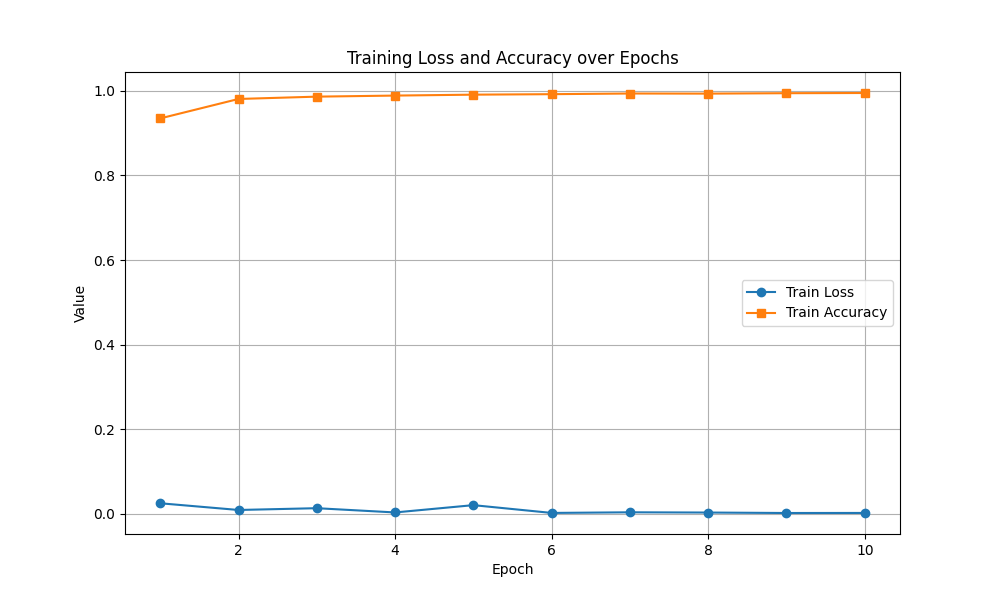 Training Loss and Accuracy over Epochs
1.0
0.8
0.6
0.4
0.2
0.0
Value
Train Loss
Train Accuracy
2 4 6 8 10
Epoch